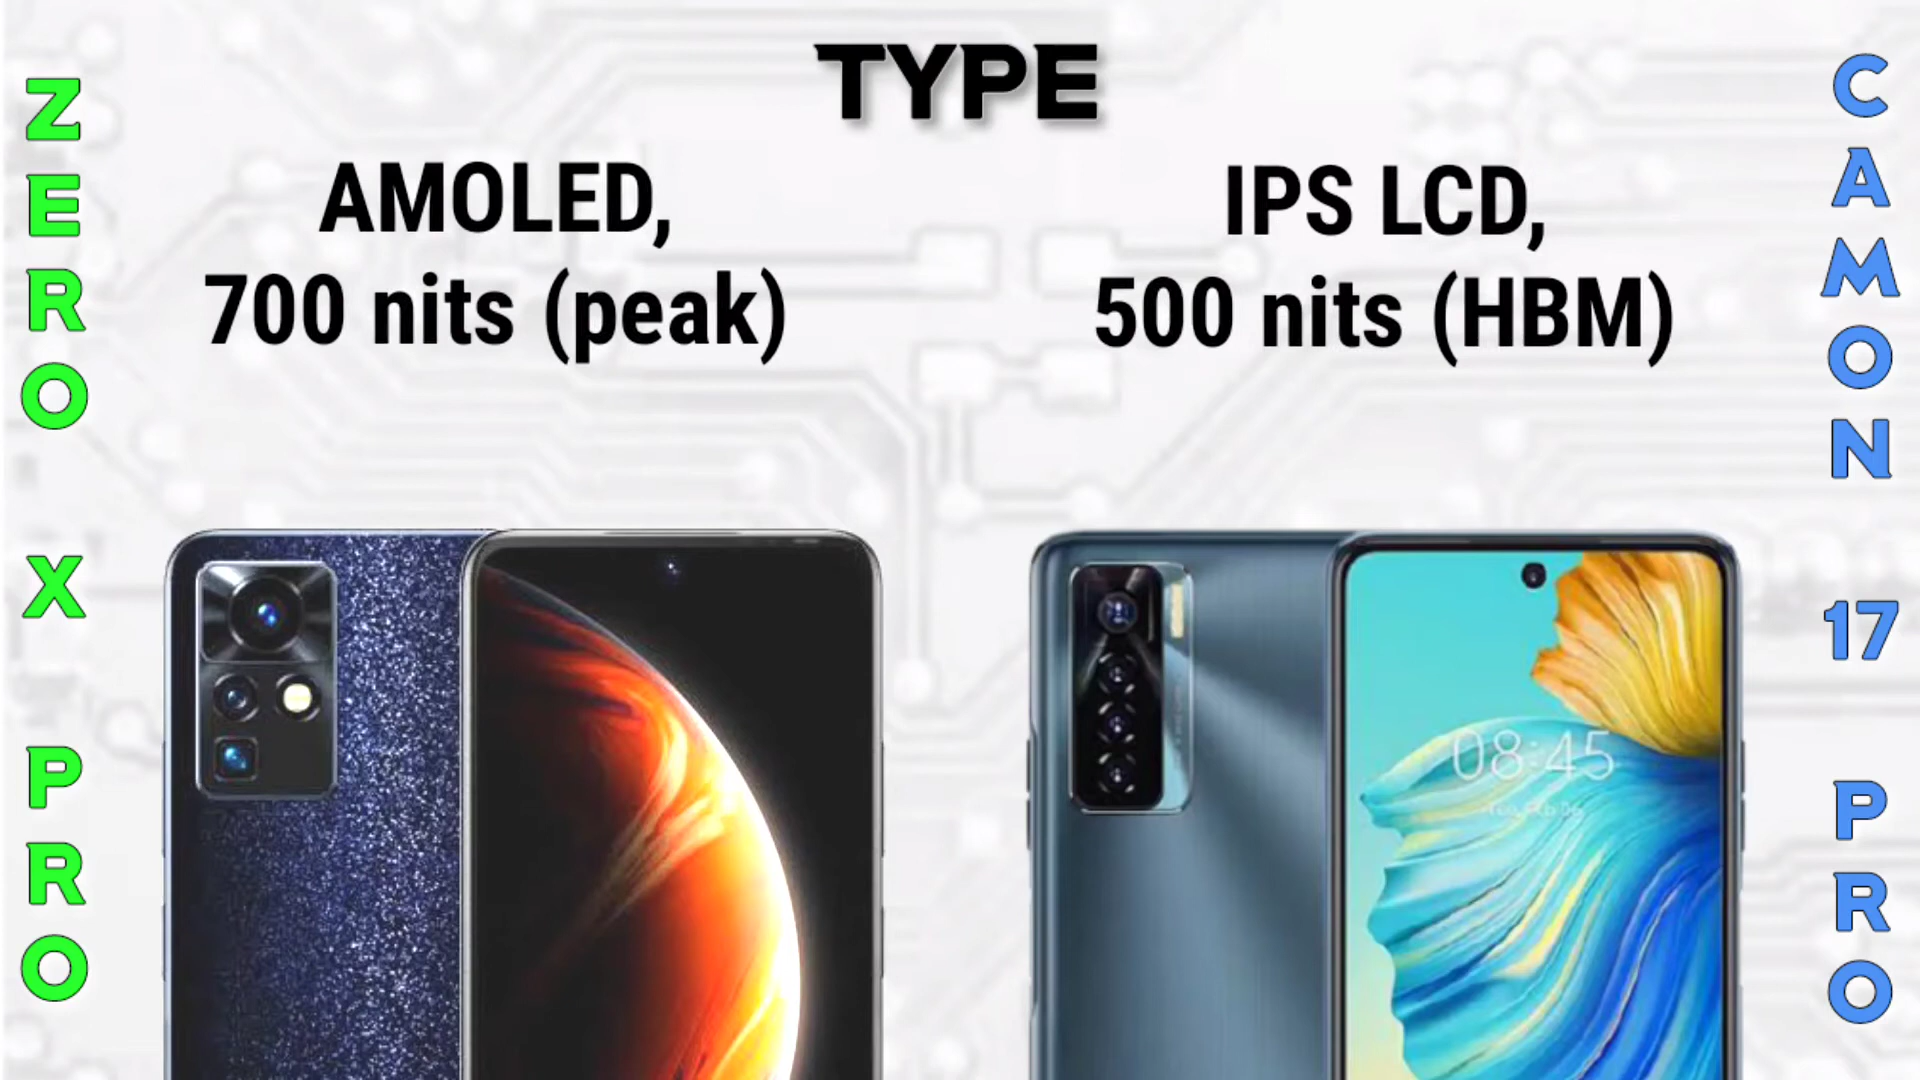 TYPE
AMOLED,
700 nits (peak)
IPS LCD,
500 nits (HBM)
ZERO X PRO
CAMON 17 PRO
08:45